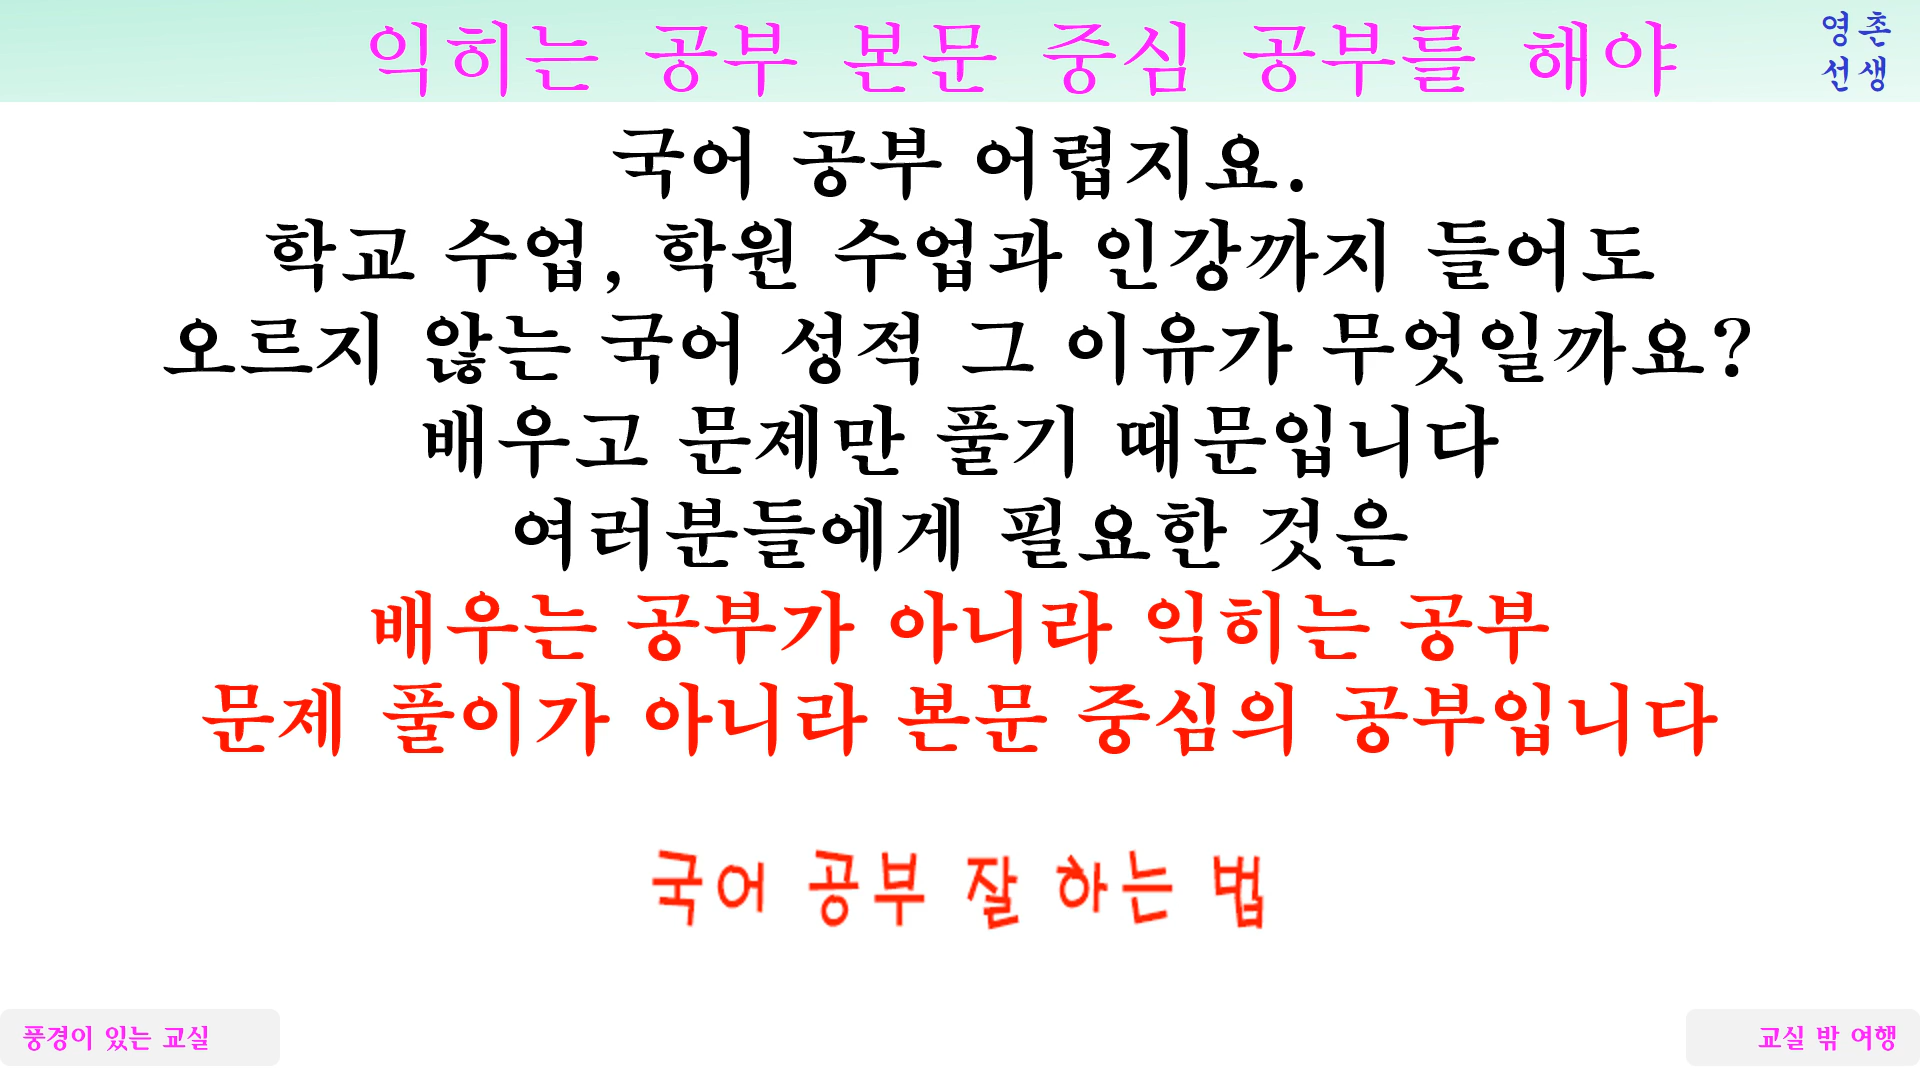 익히는 공부 본문 중심 공부를 해야
영촌
선생
국어 공부 어렵지요.
학교 수업, 학원 수업과 인강까지 들어도
오르지 않는 국어 성적 그 이유가 무엇일까요?
배우고 문제만 풀기 때문입니다
여러분들에게 필요한 것은
배우는 공부가 아니라 익히는 공부
문제 풀이가 아니라 본문 중심의 공부입니다
국어 공부 잘 하는 법
풍경이 있는 교실
교실 밖 여행